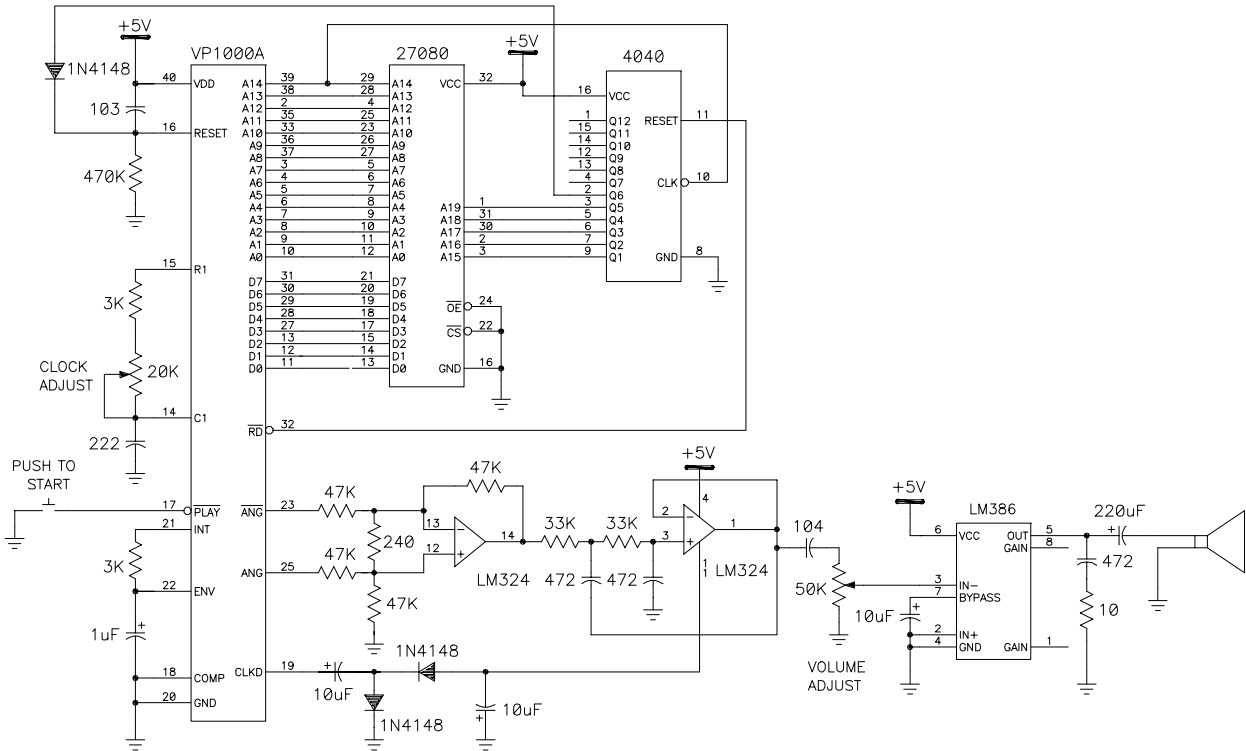 +5V
1N4148
103
470K
VP1000A
40 VDD
16 RESET
15 R1
14 C1
17 PLAY
21 INT
22 ENV
18 COMP
20 GND
A14 39
A13 38
A12 2
A11 35
A10 33
A9 36
A8 37
A7 3
A6 4
A5 5
A4 6
A3 7
A2 8
A1 9
A0 10
D7 31
D6 30
D5 29
D4 28
D3 27
D2 13
D1 12
D0 11
RD 32
ANG 23
ANG 25
CLKD 19
3K
CLOCK
ADJUST
20K
222
PUSH TO
START
3K
1uF
27080
29 A14
28 A13
4 A12
25 A11
23 A10
26 A9
27 A8
5 A7
6 A6
7 A5
8 A4
9 A3
10 A2
11 A1
12 A0
21 D7
20 D6
19 D5
18 D4
17 D3
15 D2
14 D1
13 D0
VCC 32
A19 1
A18 31
A17 30
A16 2
A15 3
OE 24
CS 22
GND 16
+5V
4040
16 VCC
1 Q12
15 Q11
14 Q10
12 Q9
13 Q8
4 Q7
2 Q6
3 Q5
5 Q4
6 Q3
7 Q2
9 Q1
RESET 11
CLK 10
GND 8
47K
47K
240
47K
47K
13 −
12 +
14
LM324
33K
33K
472
472
+5V
4
2 −
3 +
1
11
LM324
10uF
+
1N4148
1N4148
10uF
+
104
50K
VOLUME
ADJUST
+5V
LM386
6 VCC
3 IN−
7 BYPASS
2 IN+
4 GND
OUT 5
GAIN 8
GAIN 1
10uF
+
220uF
+
472
10